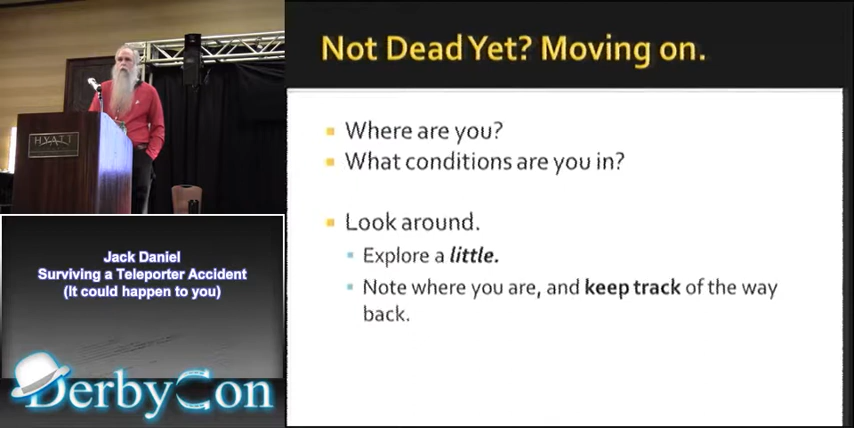 Not Dead Yet? Moving on.
HYATT
Where are you?
What conditions are you in?
Look around.
Explore a little.
Note where you are, and keep track of the way
back.
Jack Daniel
Surviving a Teleporter Accident
(It could happen to you)
DerbyCon